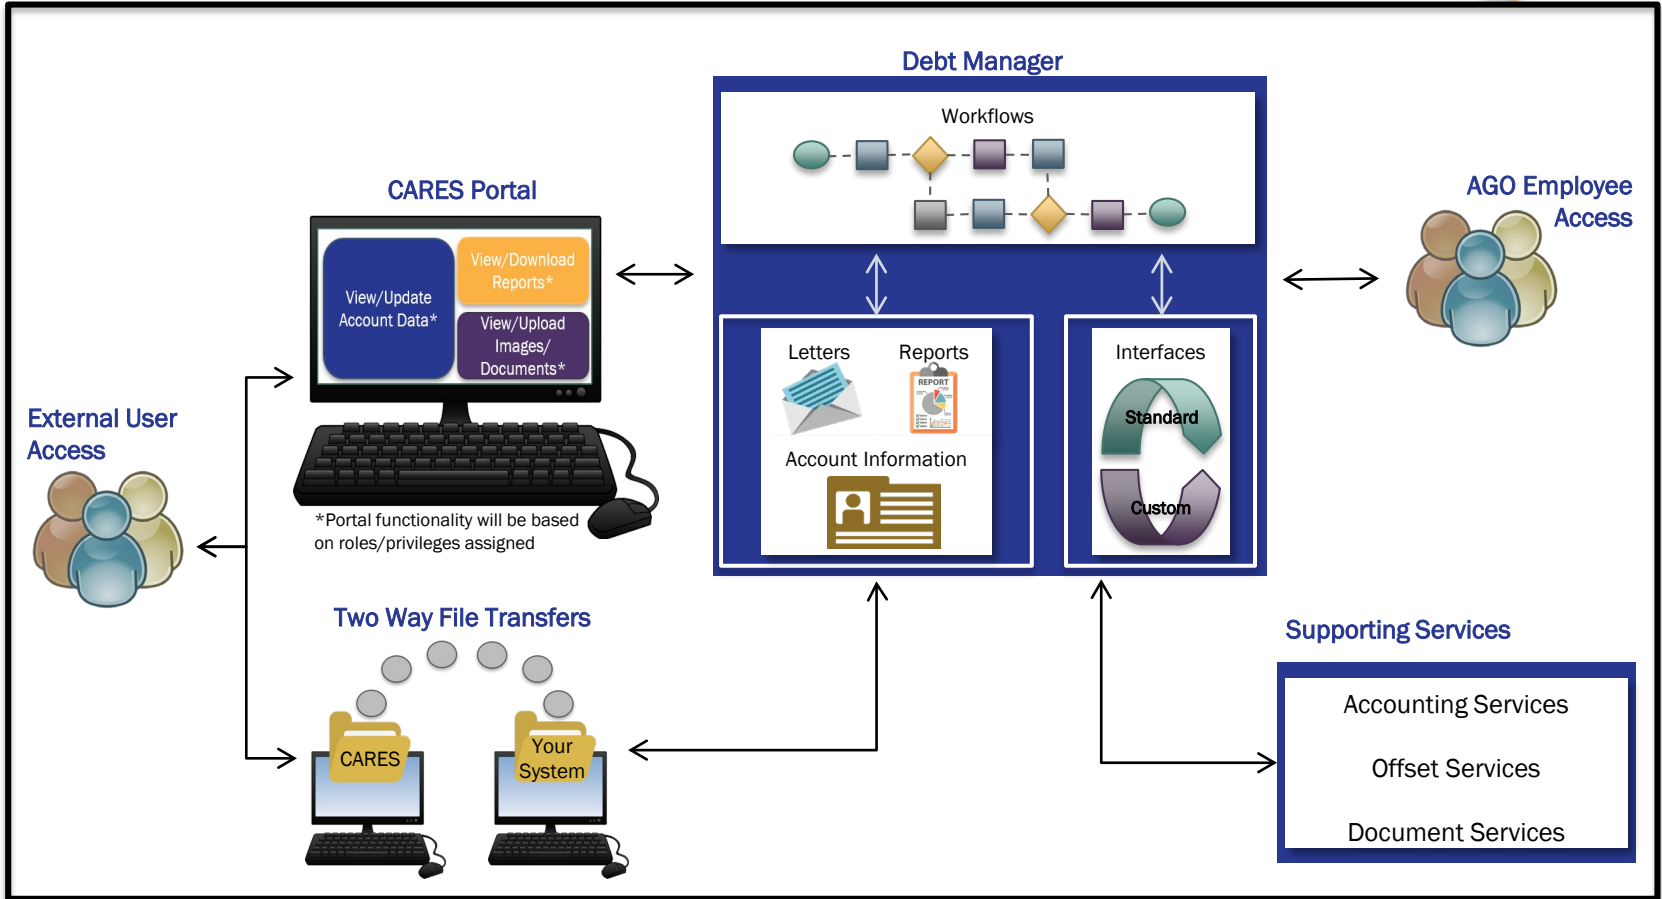 Debt Manager
Workflows
CARES Portal
View/Update
Account Data*
View/Download
Reports*
View/Upload
Images/
Documents*
*Portal functionality will be based
on roles/privileges assigned
AGO Employee
Access
Letters
Reports
REPORT
Account Information
Interfaces
Standard
Custom
External User
Access
Two Way File Transfers
CARES
Your
System
Supporting Services
Accounting Services
Offset Services
Document Services